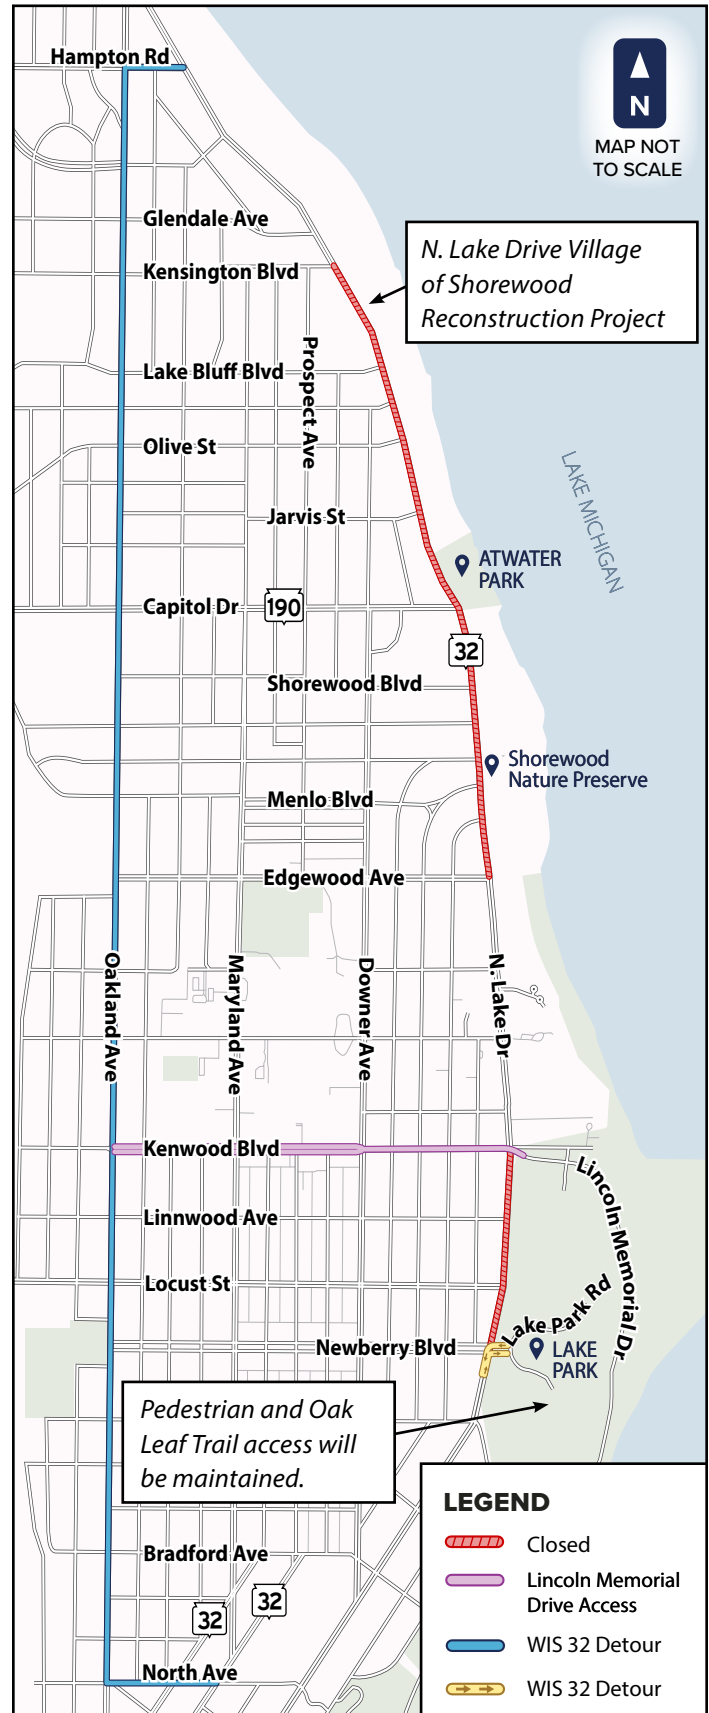 Hampton Rd
N
MAP NOT
TO SCALE
Glendale Ave
N. Lake Drive Village
of Shorewood
Reconstruction Project
Kensington Blvd
Prospect Ave
Lake Bluff Blvd
Olive St
LAKE MICHIGAN
Jarvis St
ATWATER
PARK
Capitol Dr
190
32
Shorewood Blvd
Shorewood
Nature Preserve
Menlo Blvd
Edgewood Ave
Oakland Ave
Maryland Ave
Downer Ave
N. Lake Dr
Kenwood Blvd
Lincoln Memorial Dr
Linnwood Ave
Locust St
Lake Park Rd
Newberry Blvd
LAKE
PARK
Pedestrian and Oak
Leaf Trail access will
be maintained.
Bradford Ave
32
32
North Ave
LEGEND
Closed
Lincoln Memorial
Drive Access
WIS 32 Detour
WIS 32 Detour